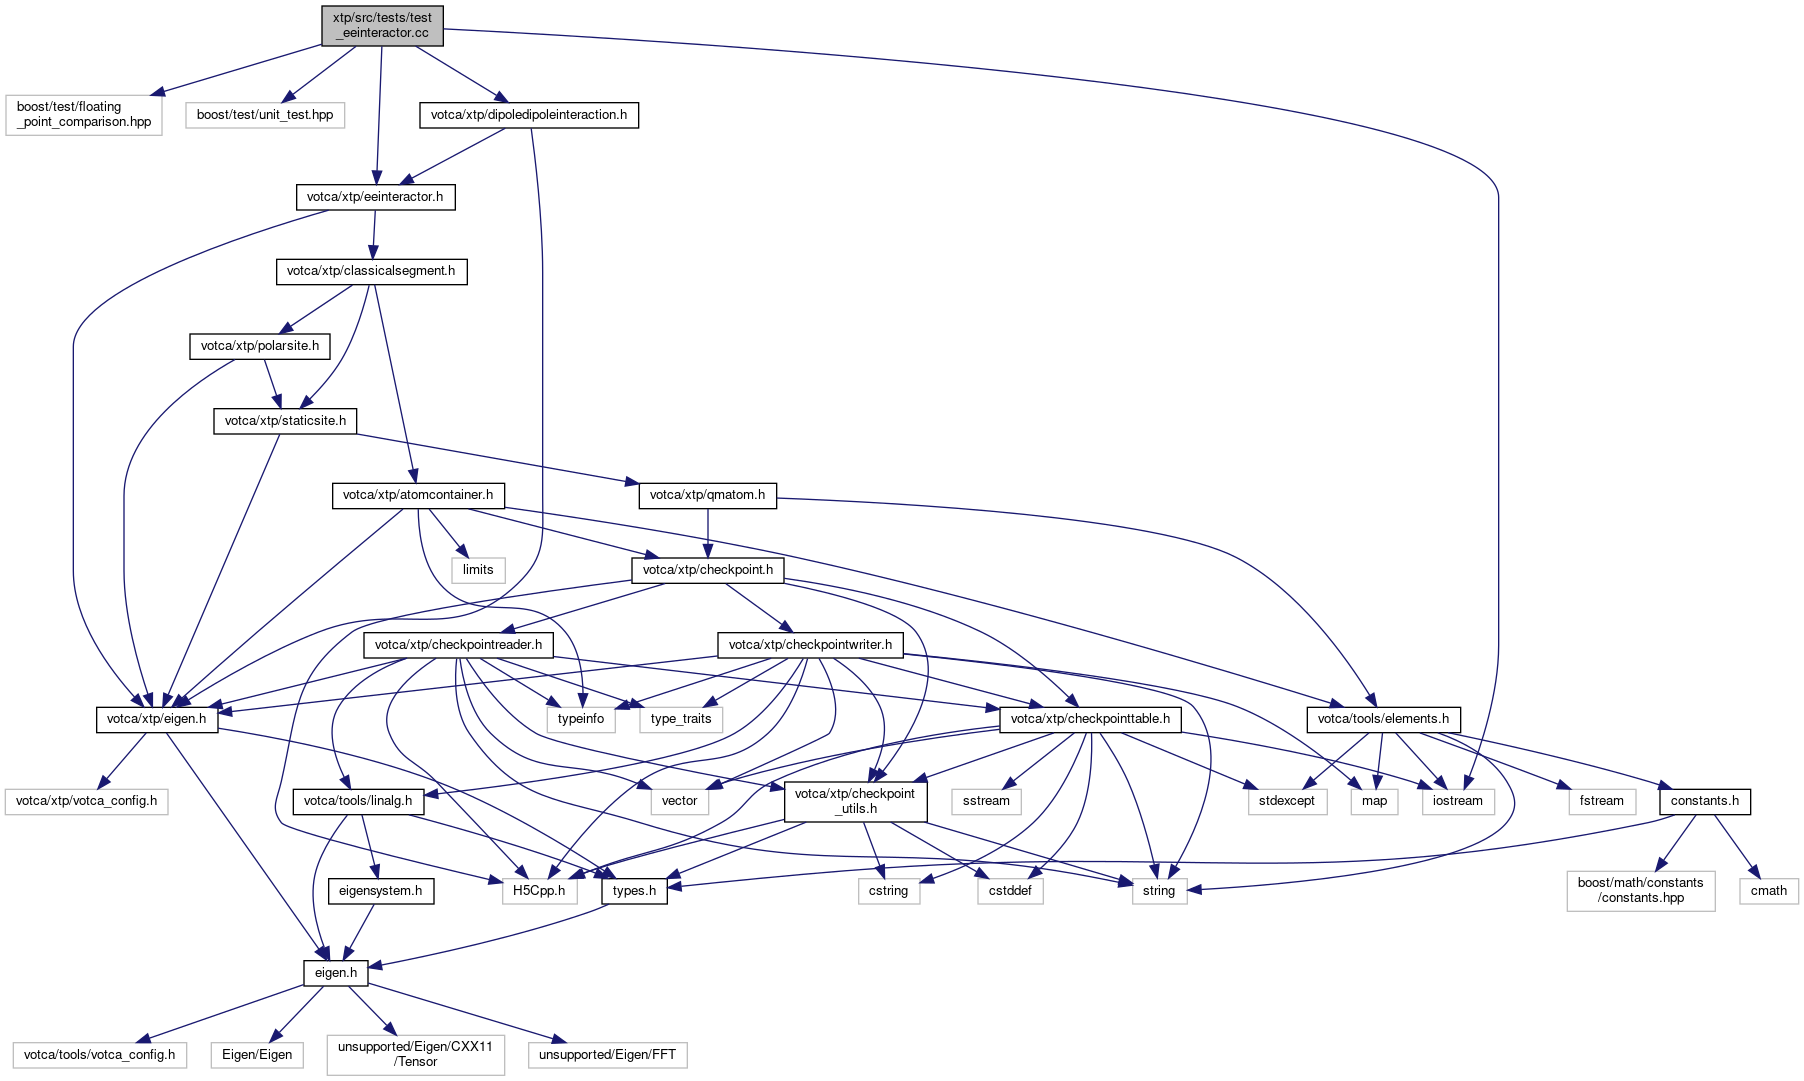 xtp/src/tests/test
_eeinteractor.cc
boost/test/floating
_point_comparison.hpp
boost/test/unit_test.hpp
votca/xtp/dipoledipoleinteraction.h
votca/xtp/eeinteractor.h
votca/xtp/classicalsegment.h
votca/xtp/polarsite.h
votca/xtp/staticsite.h
votca/xtp/atomcontainer.h
votca/xtp/qmatom.h
limits
votca/xtp/checkpoint.h
votca/xtp/checkpointreader.h
votca/xtp/checkpointwriter.h
votca/xtp/eigen.h
typeinfo
type_traits
votca/xtp/checkpointtable.h
votca/tools/elements.h
votca/xtp/votca_config.h
votca/tools/linalg.h
vector
votca/xtp/checkpoint
_utils.h
sstream
stdexcept
map
iostream
fstream
constants.h
eigensystem.h
H5Cpp.h
types.h
cstring
cstddef
string
boost/math/constants
/constants.hpp
cmath
eigen.h
votca/tools/votca_config.h
Eigen/Eigen
unsupported/Eigen/CXX11
/Tensor
unsupported/Eigen/FFT